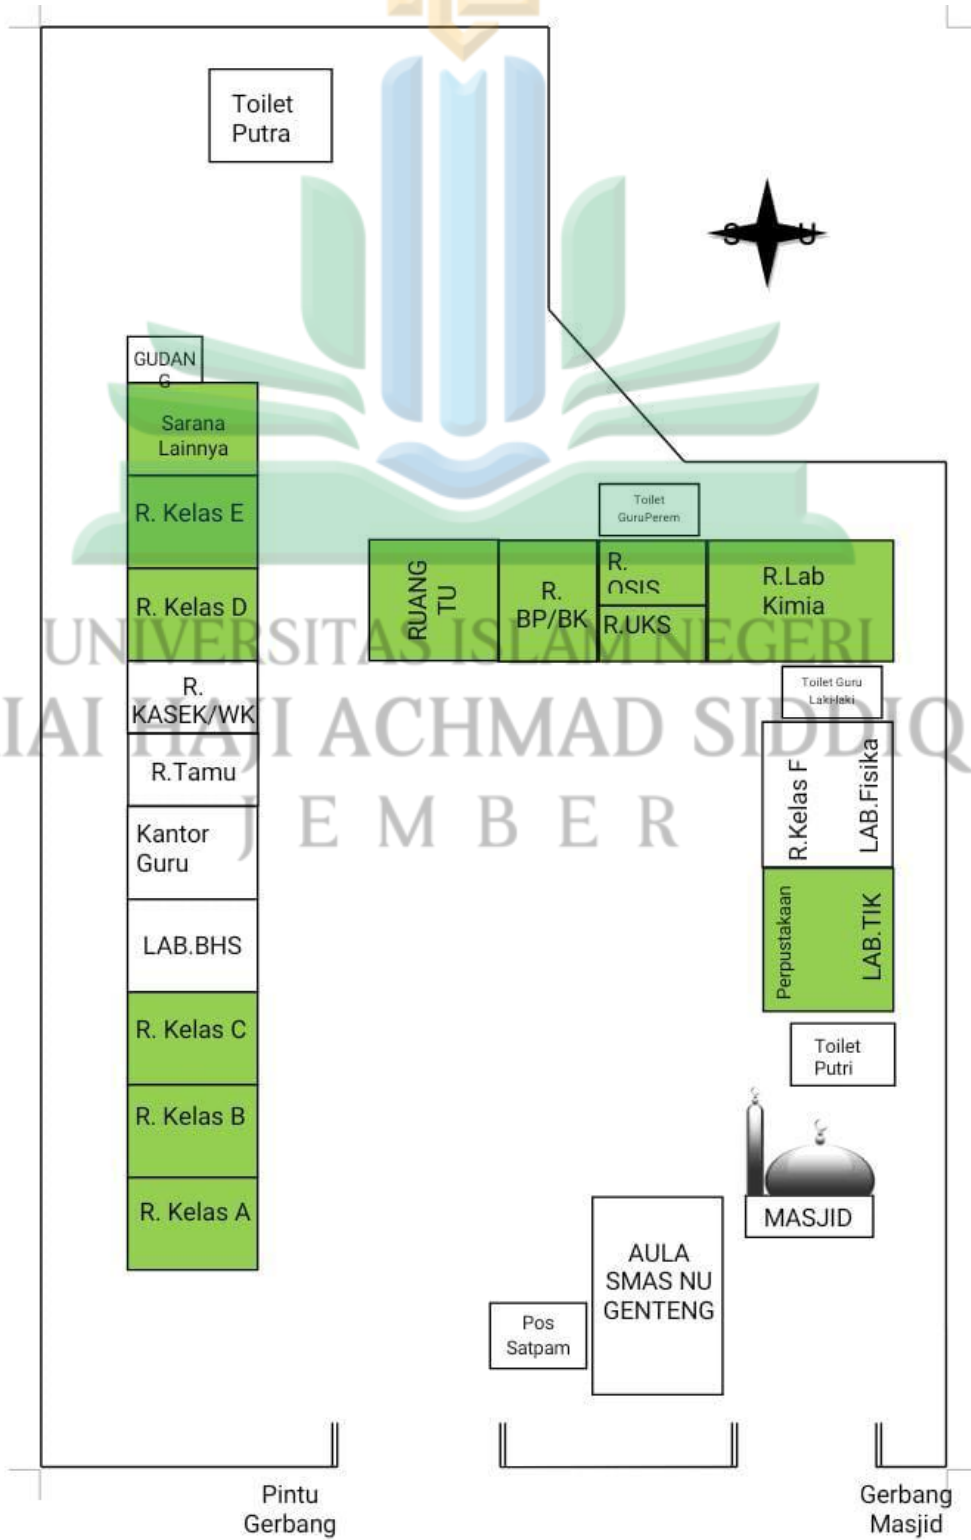 Toilet
Putra
S U
GUDAN
G
Sarana
Lainnya
R. Kelas E
R. Kelas D
R.
KASEK/WK
R.Tamu
Kantor
Guru
LAB.BHS
R. Kelas C
R. Kelas B
R. Kelas A
Toilet
GuruPerem
RUANG
TU
R.
BP/BK
R.
OSIS
R.UKS
R.Lab
Kimia
Toilet Guru
Laki-laki
R.Kelas F
LAB.Fisika
Perpustakaan
LAB.TIK
Toilet
Putri
MASJID
AULA
SMAS NU
GENTENG
Pos
Satpam
Pintu
Gerbang
Gerbang
Masjid
UNIVERSITAS ISLAM NEGERI
IAI HAJI ACHMAD SIDDIQ
JEMBER